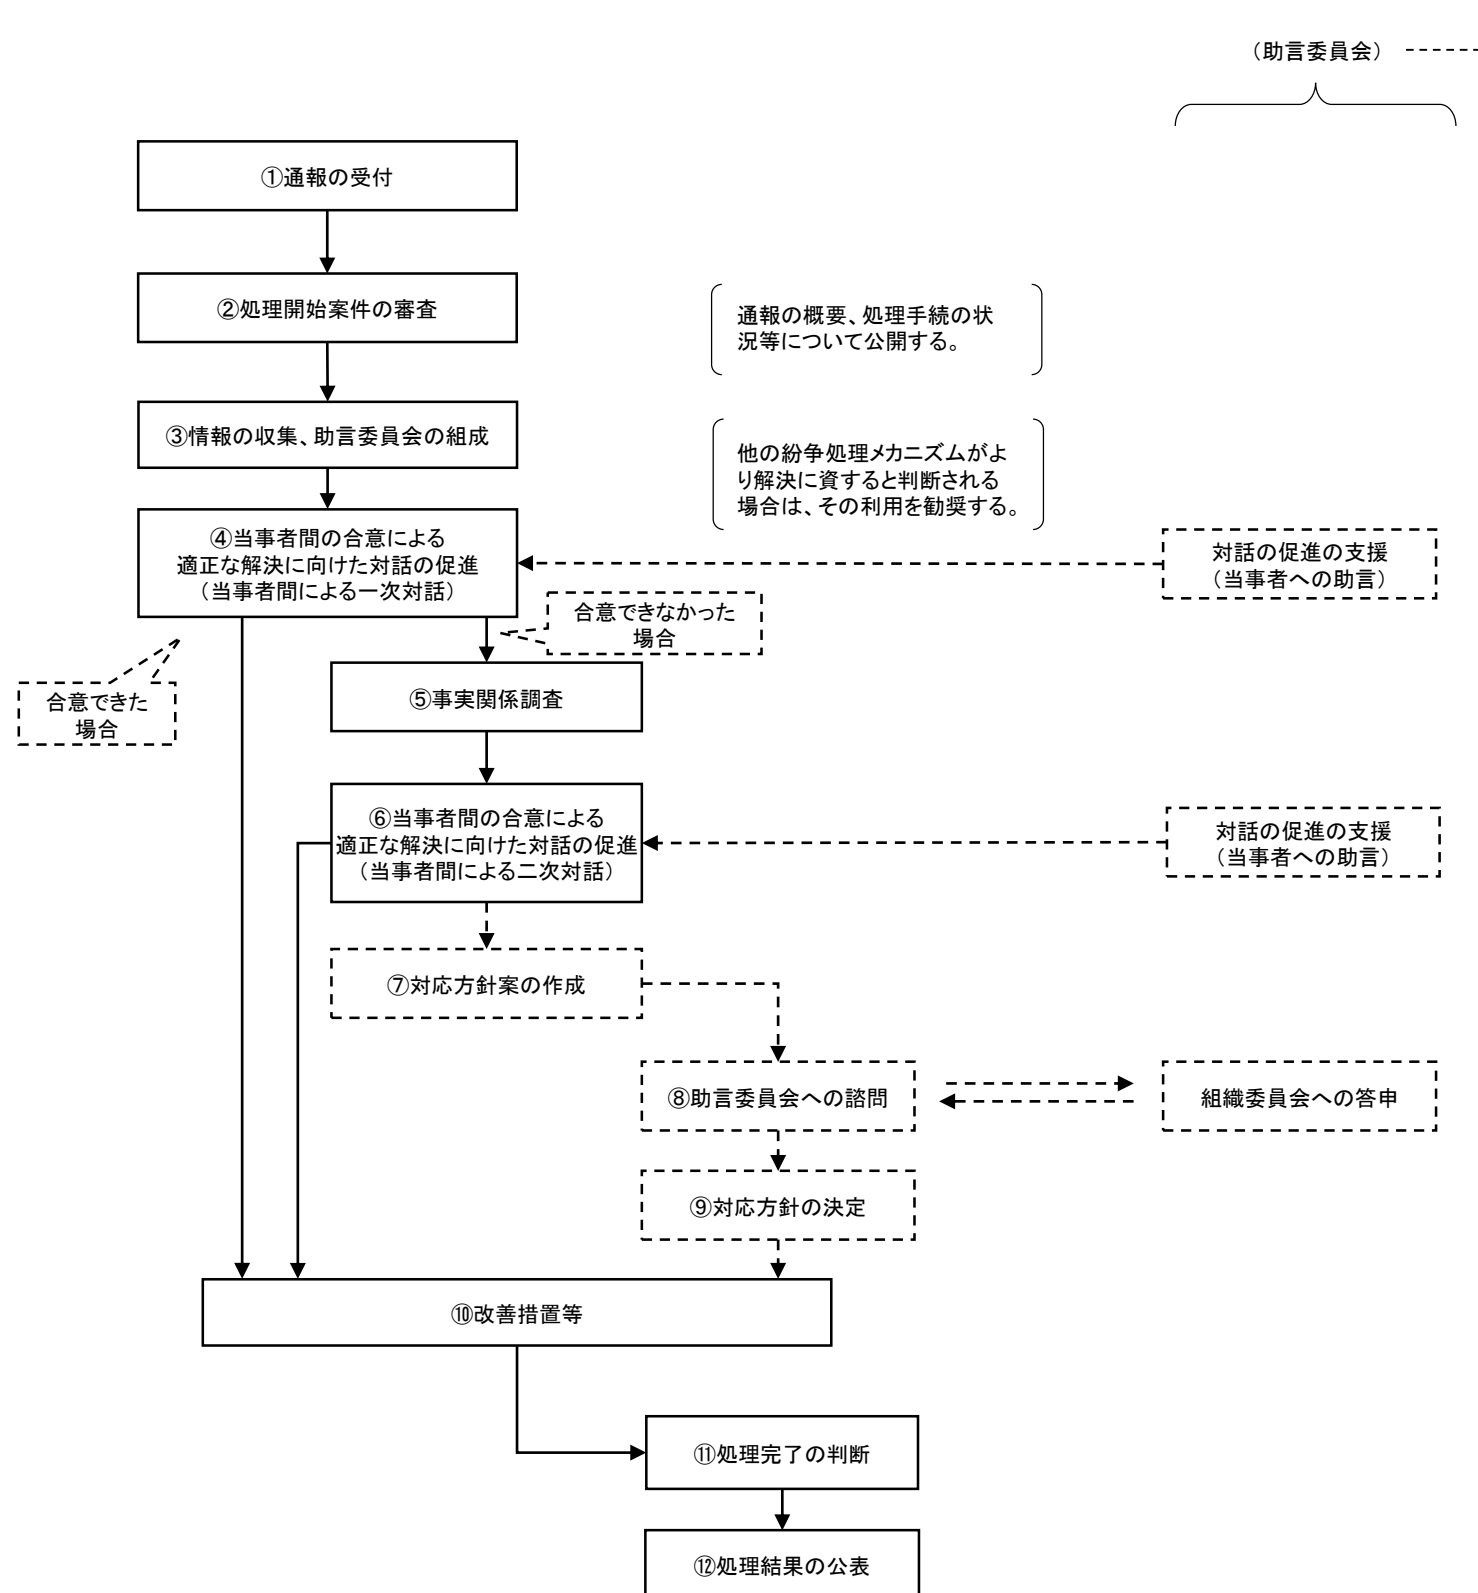 （助言委員会）
①通報の受付
②処理開始案件の審査
通報の概要、処理手続の状
況等について公開する。
③情報の収集、助言委員会の組成
他の紛争処理メカニズムがよ
り解決に資すると判断される
場合は、その利用を勧奨する。
④当事者間の合意による
適正な解決に向けた対話の促進
（当事者間による一次対話）
対話の促進の支援
（当事者への助言）
合意できなかった
場合
合意できた
場合
⑤事実関係調査
⑥当事者間の合意による
適正な解決に向けた対話の促進
（当事者間による二次対話）
対話の促進の支援
（当事者への助言）
⑦対応方針案の作成
⑧助言委員会への諮問
組織委員会への答申
⑨対応方針の決定
⑩改善措置等
⑪処理完了の判断
⑫処理結果の公表